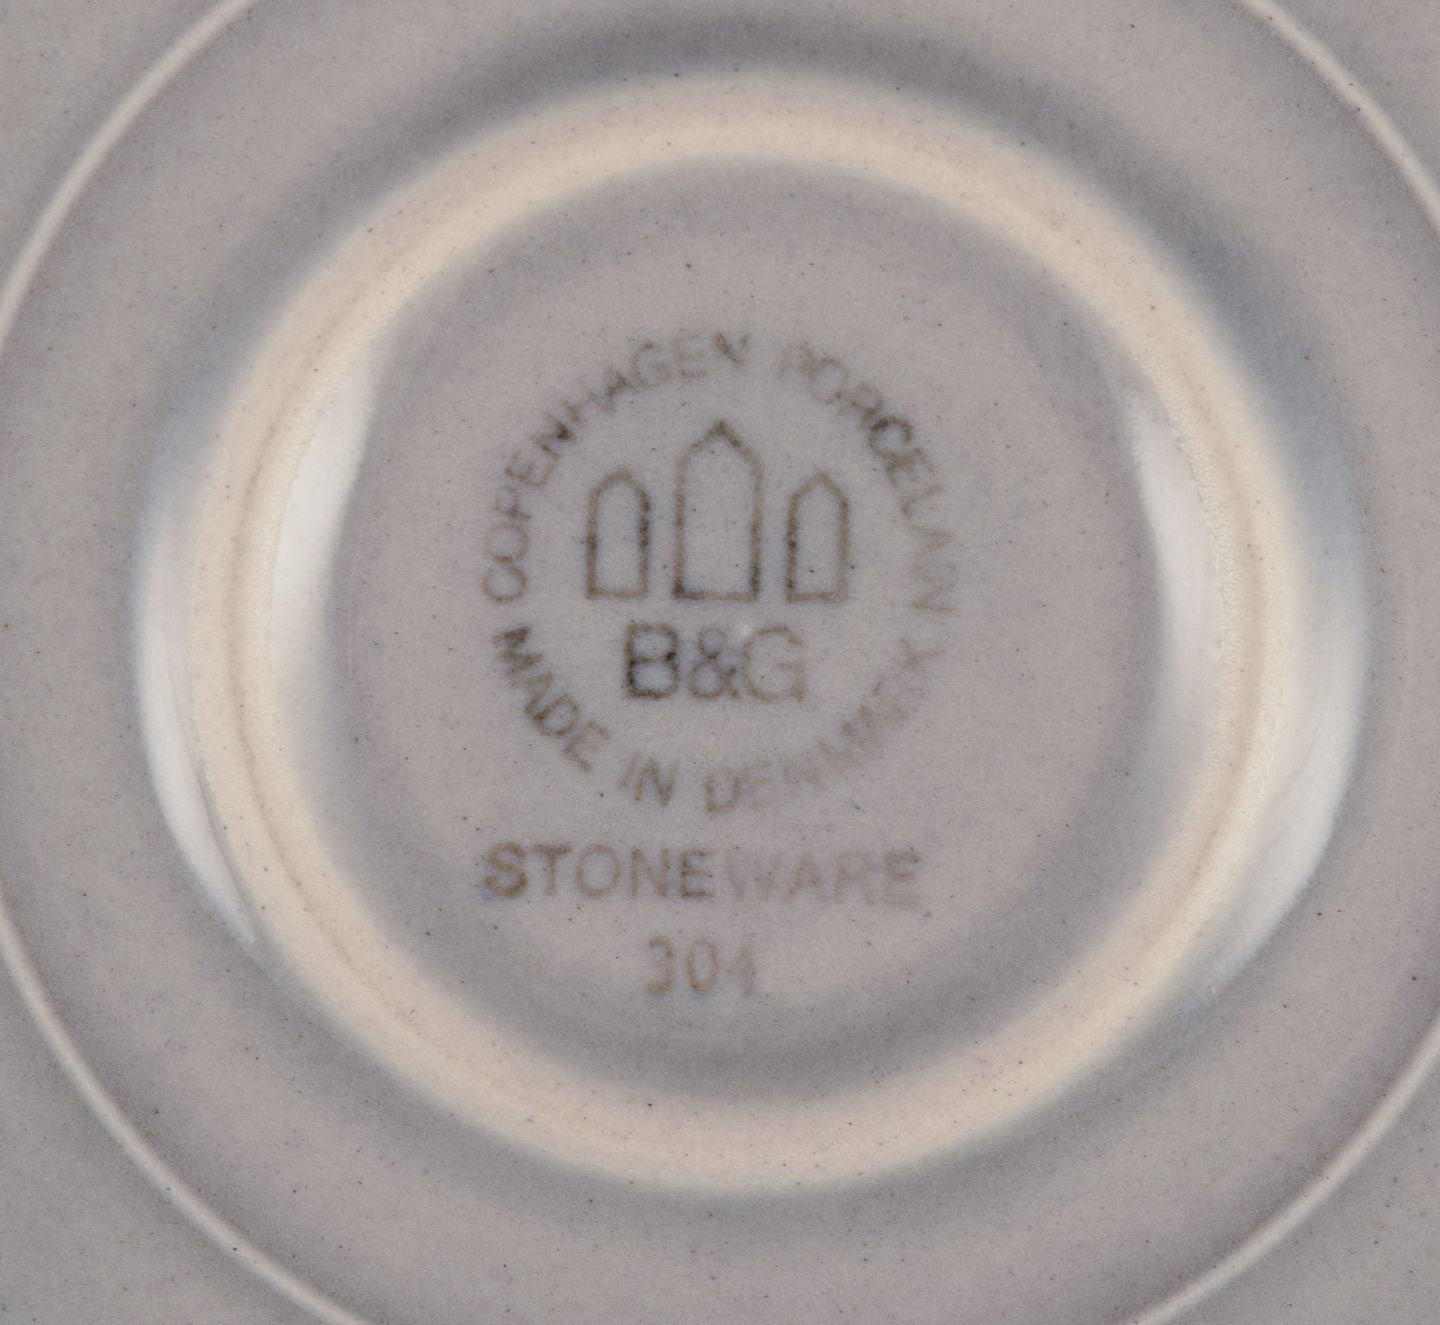 COPENHAGEN PORCELAIN
B&G
MADE IN DENMARK
STONEWARE
304